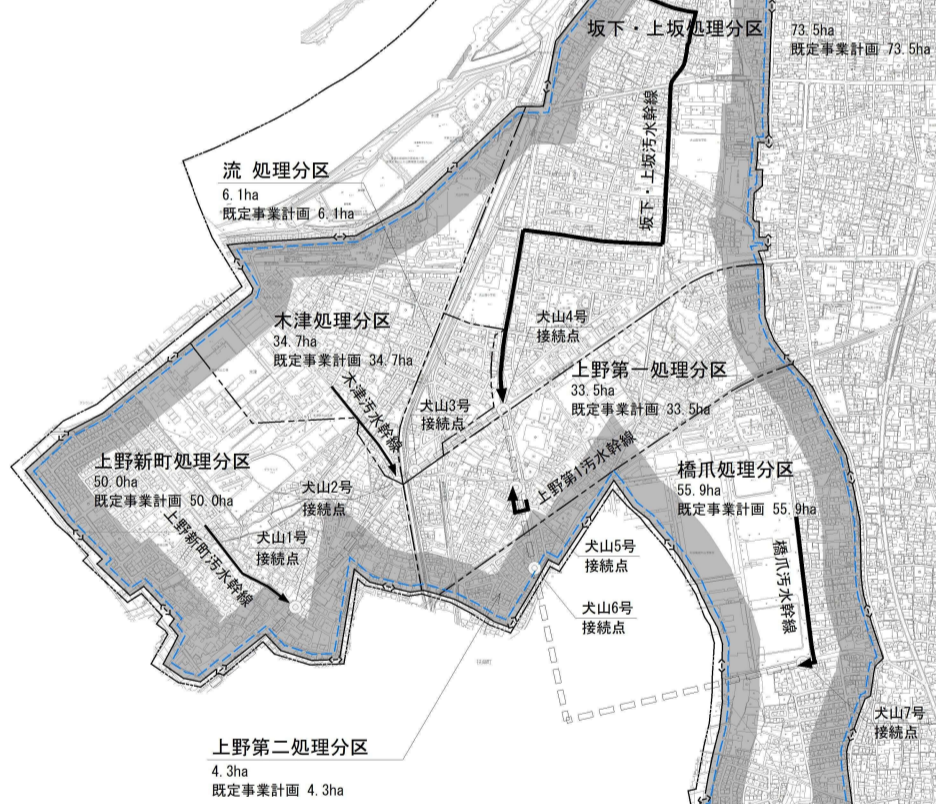 坂下・上坂処理分区
73.5ha
既定事業計画 73.5ha
坂下・上坂汚水幹線
流 処理分区
6.1ha
既定事業計画 6.1ha
木津処理分区
34.7ha
既定事業計画 34.7ha
木津汚水幹線
犬山4号
接続点
上野第一処理分区
33.5ha
既定事業計画 33.5ha
犬山3号
接続点
上野第1汚水幹線
上野新町処理分区
50.0ha
既定事業計画 50.0ha
上野新町汚水幹線
犬山2号
接続点
犬山1号
接続点
橋爪処理分区
55.9ha
既定事業計画 55.9ha
橋爪汚水幹線
犬山5号
接続点
犬山6号
接続点
犬山7号
接続点
上野第二処理分区
4.3ha
既定事業計画 4.3ha